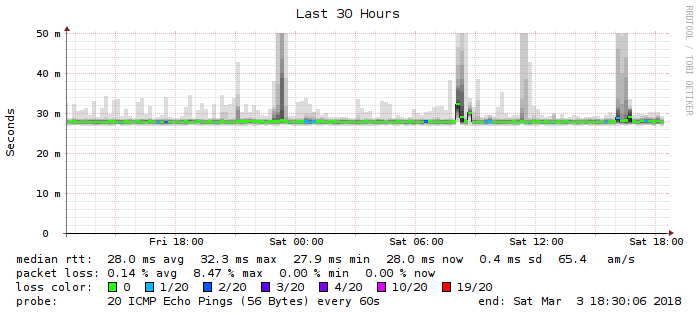 Last 30 Hours
RRDTOOL / TOBI OETIKER
Seconds
50 m
40 m
30 m
20 m
10 m
0
Fri 18:00 Sat 00:00 Sat 06:00 Sat 12:00 Sat 18:00
median rtt: 28.0 ms avg 32.3 ms max 27.9 ms min 28.0 ms now 0.4 ms sd 65.4 am/s
packet loss: 0.14 % avg 8.47 % max 0.00 % min 0.00 % now
loss color: 0 1/20 2/20 3/20 4/20 10/20 19/20
probe: 20 ICMP Echo Pings (56 Bytes) every 60s end: Sat Mar 3 18:30:06 2018